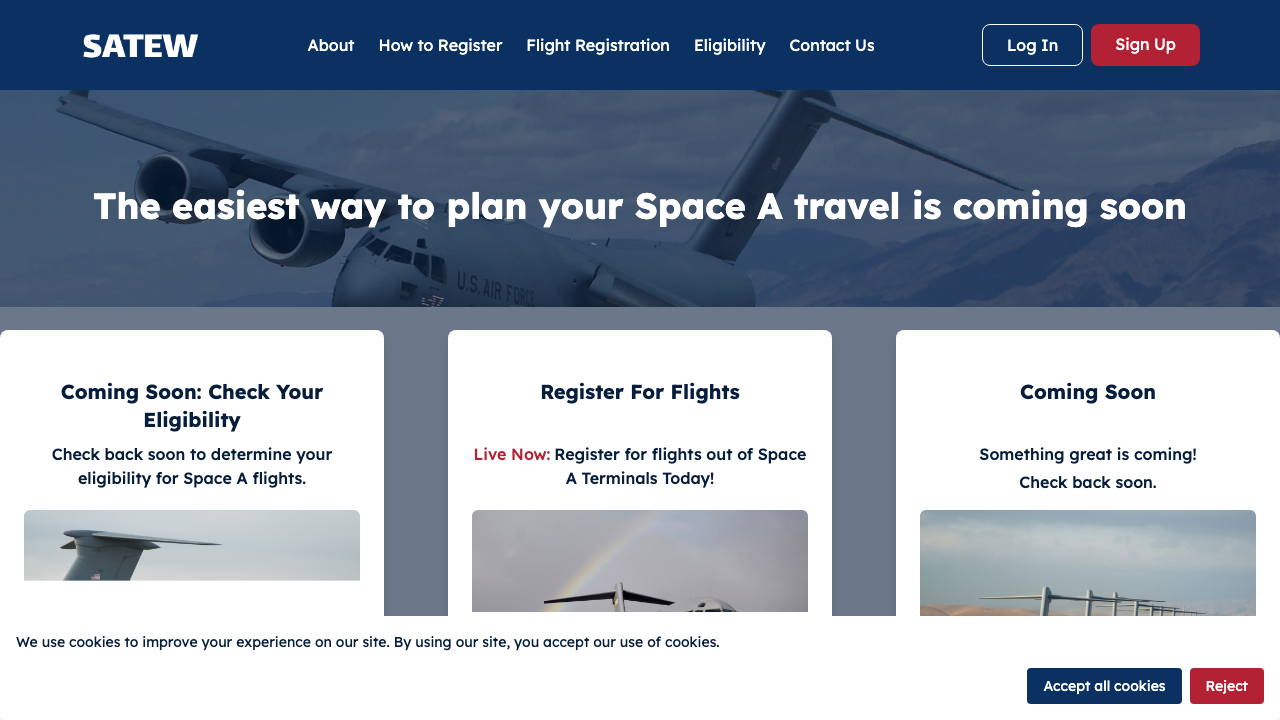 SATEW
About
How to Register
Flight Registration
Eligibility
Contact Us
Log In
Sign Up
The easiest way to plan your Space A travel is coming soon
U.S. AIR FORCE
Coming Soon: Check Your
Eligibility
Check back soon to determine your
eligibility for Space A flights.
Register For Flights
Live Now: Register for flights out of Space
A Terminals Today!
Coming Soon
Something great is coming!
Check back soon.
We use cookies to improve your experience on our site. By using our site, you accept our use of cookies.
Accept all cookies
Reject